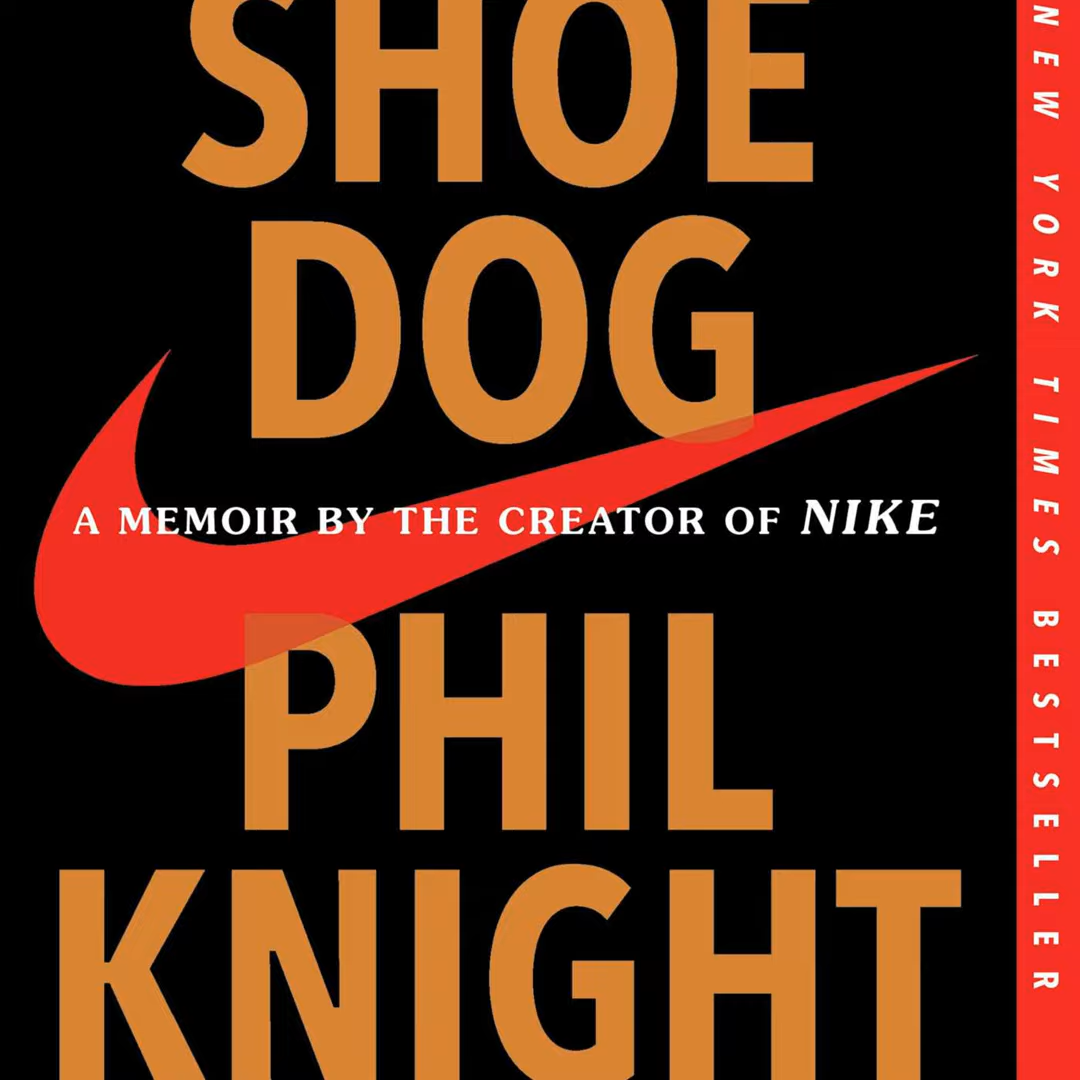 SHOE
DOG
A MEMOIR BY THE CREATOR OF NIKE
PHIL
KNIGHT
NEW YORK TIMES BESTSELLER